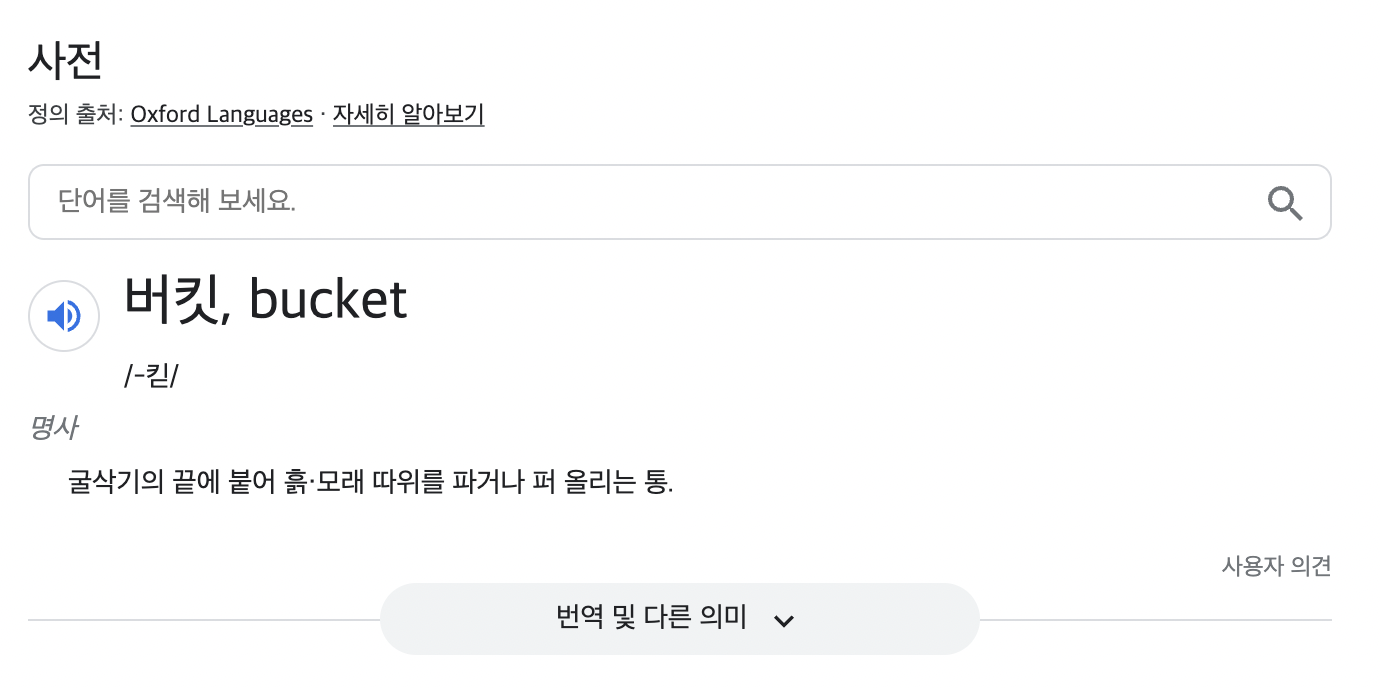 사전
정의 출처: Oxford Languages · 자세히 알아보기
단어를 검색해 보세요.
버킷, bucket
/-킫/
명사
굴삭기의 끝에 붙어 흙·모래 따위를 파거나 퍼 올리는 통.
사용자 의견
번역 및 다른 의미